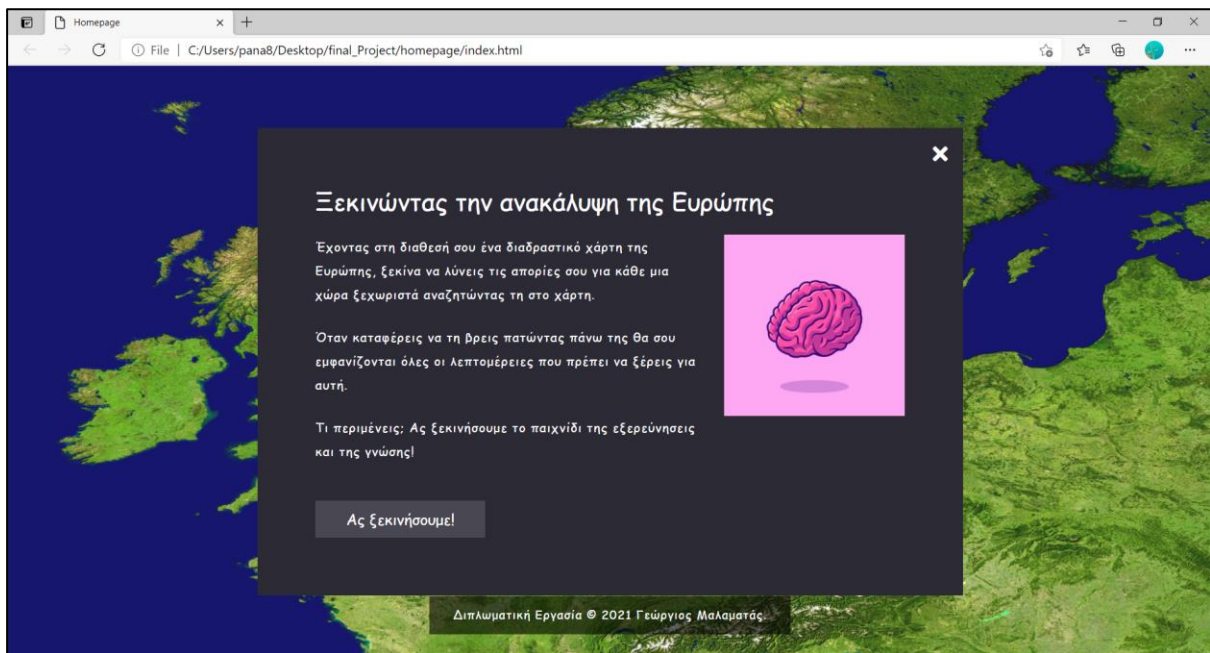 Homepage
File | C:/Users/pana8/Desktop/final_Project/homepage/index.html
Ξεκινώντας την ανακάλυψη της Ευρώπης
Έχοντας στη διαθεσή σου ένα διαδραστικό χάρτη της
Ευρώπης, ξεκίνα να λύνεις τις απορίες σου για κάθε μια
χώρα ξεχωριστά αναζητώντας τη στο χάρτη.
Όταν καταφέρεις να τη βρεις πατώντας πάνω της θα σου
εμφανίζονται όλες οι λεπτομέρειες που πρέπει να ξέρεις για
αυτή.
Τι περιμένεις; Ας ξεκινήσουμε το παιχνίδι της εξερεύνησεις
και της γνώσης!
Ας ξεκινήσουμε!
Διπλωματική Εργασία © 2021 Γεώργιος Μαλαματάς.